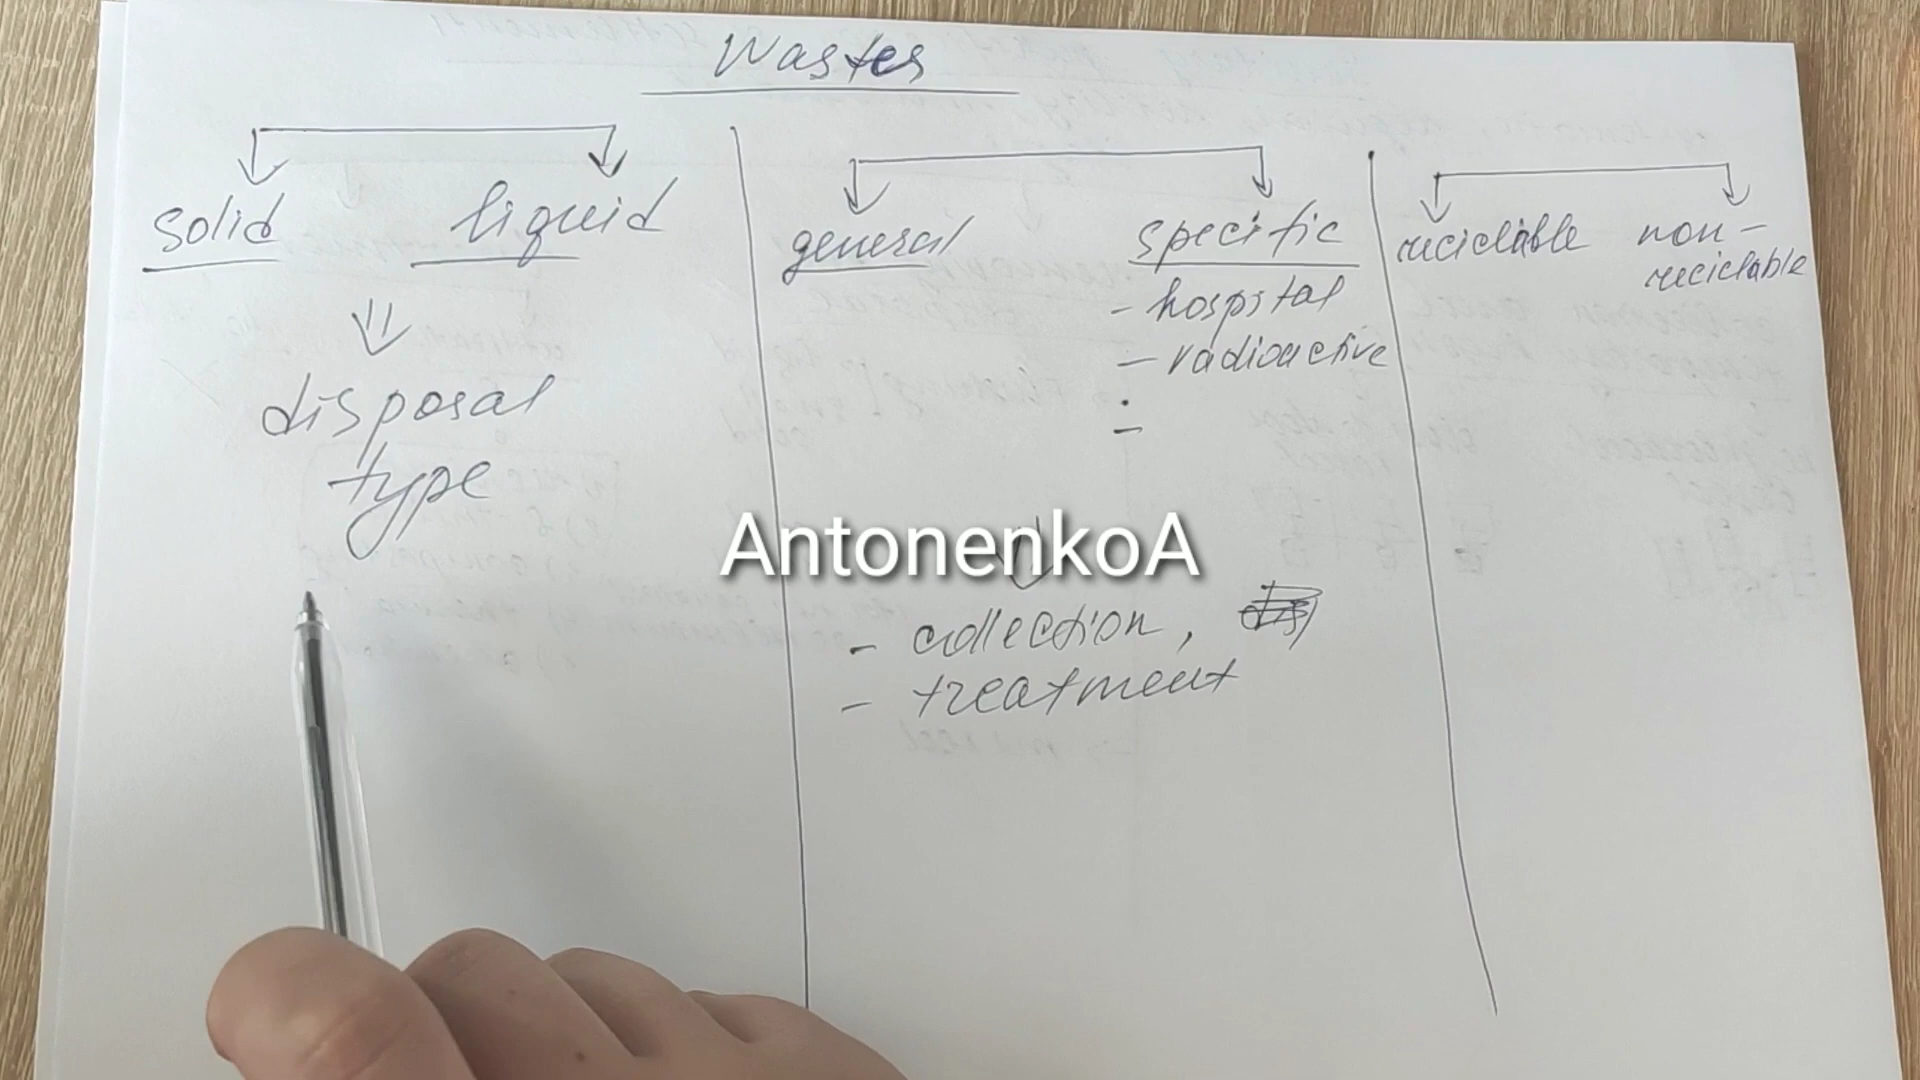 Wastes
solid
liquid
disposal
type
general
specific
- hospital
- radioactive
AntonenkoA
- collection,
- treatment
reciclable
non-
reciclable